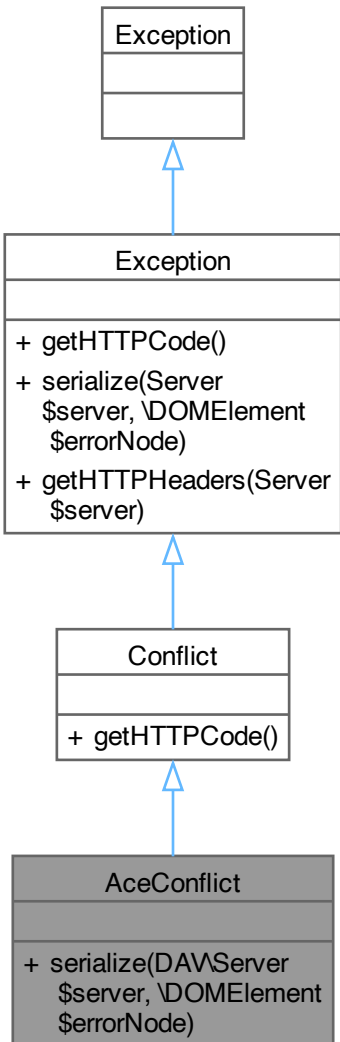 Exception
Exception
+ getHTTPCode()
+ serialize(Server
$server, \DOMElement
$errorNode)
+ getHTTPHeaders(Server
$server)
Conflict
+ getHTTPCode()
AceConflict
+ serialize(DAV\Server
$server, \DOMElement
$errorNode)